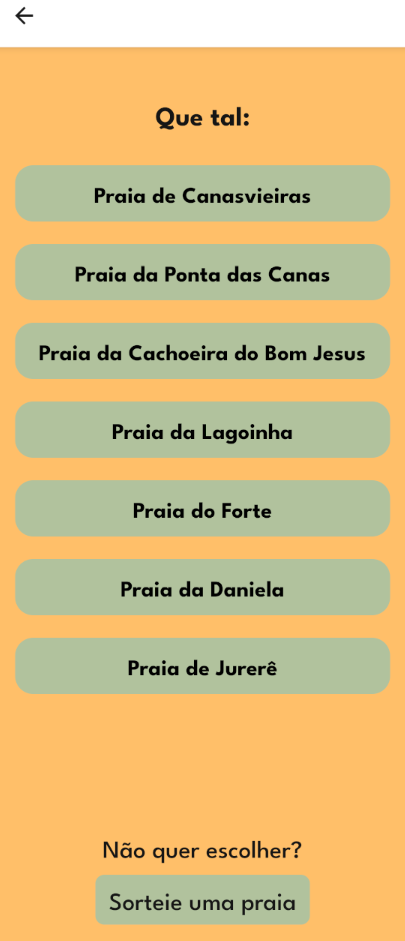 Que tal:
Praia de Canasvieiras
Praia da Ponta das Canas
Praia da Cachoeira do Bom Jesus
Praia da Lagoinha
Praia do Forte
Praia da Daniela
Praia de Jurerê
Não quer escolher?
Sorteie uma praia